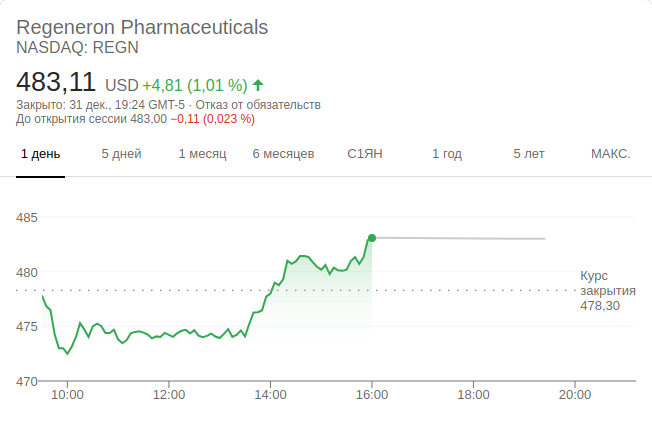 Regeneron Pharmaceuticals
NASDAQ: REGN
483,11 USD +4,81 (1,01 %)
Закрыто: 31 дек., 19:24 GMT-5 · Отказ от обязательств
До открытия сессии 483,00 −0,11 (0,023 %)
1 день 5 дней 1 месяц 6 месяцев С1ЯН 1 год 5 лет МАКС.
485
480
475
470
Курс
закрытия
478,30
10:00 12:00 14:00 16:00 18:00 20:00